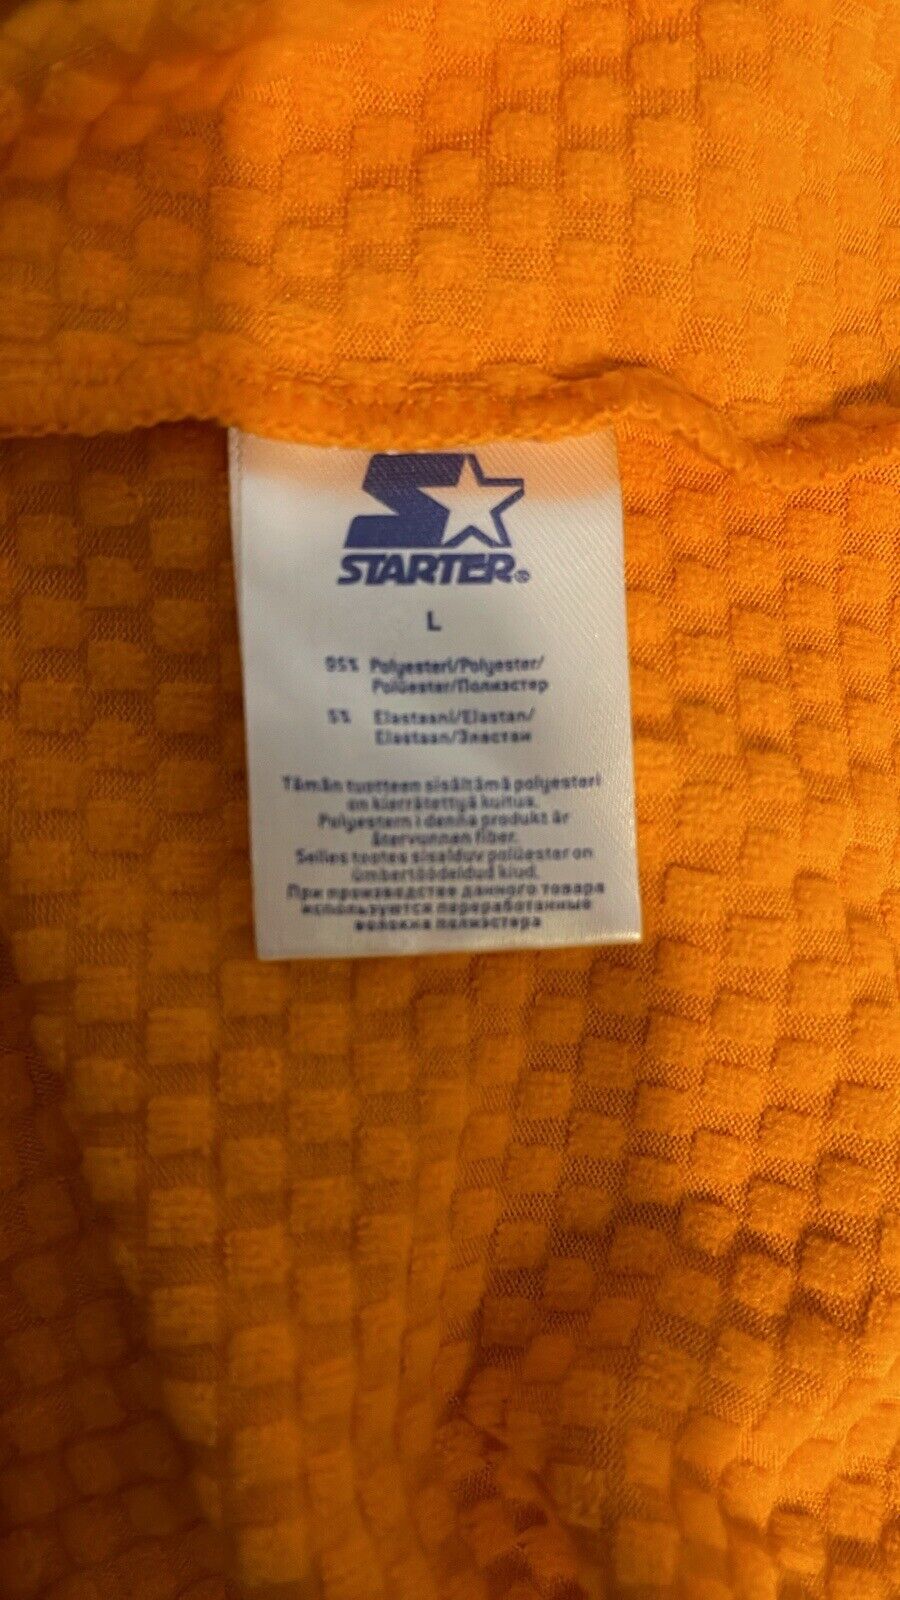 STARTER®
L
95% Polyesteri/Polyester/
Polüester/Полиэстер
5% Elastaani/Elastan/
Elastaan/Эластан
Tämän tuotteen sisältämä polyesteri
on kierrätettyä kuitua.
Polyestern i denna produkt är
återvunnen fiber.
Selles tootes sisalduv polüester on
ümbertöödeldud kiud.
При производстве данного товара
используются переработанные
волокна полиэстера